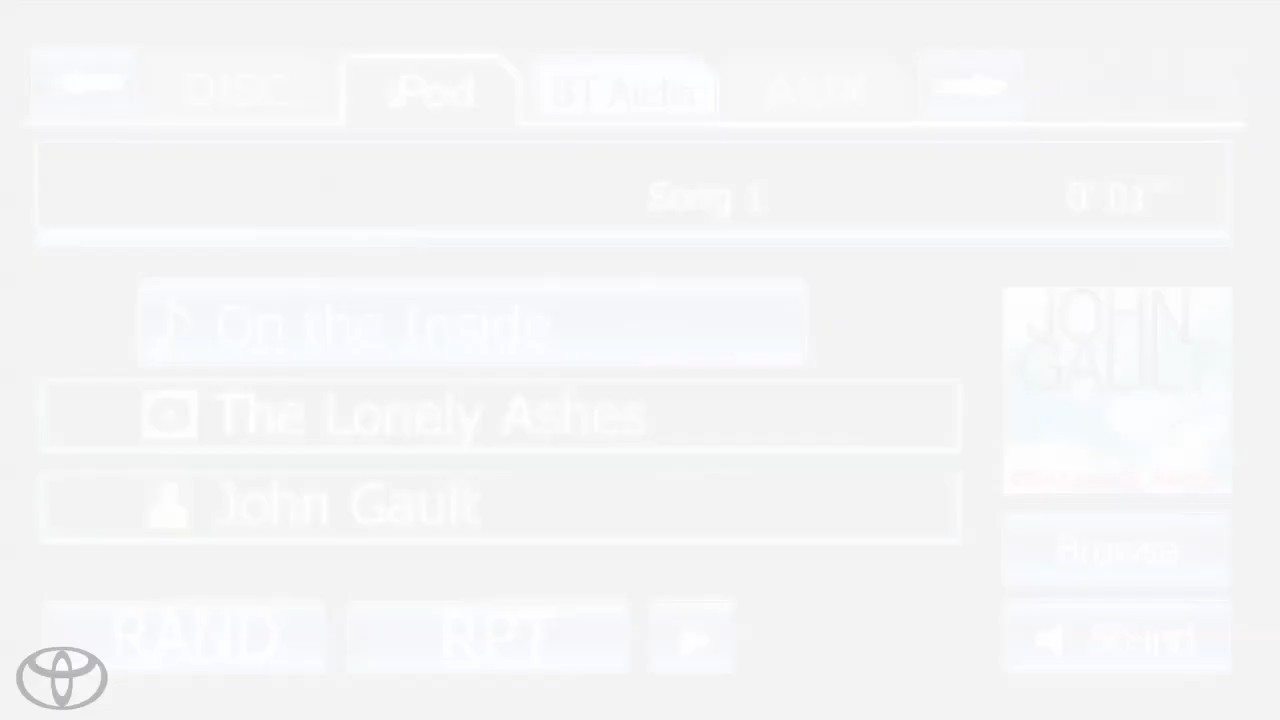 DISC iPod BT Audio AUX
Song 1 0'01"
On the Inside
The Lonely Ashes
John Gault
JOHN
GAULT
Browse
RAND RPT Sound